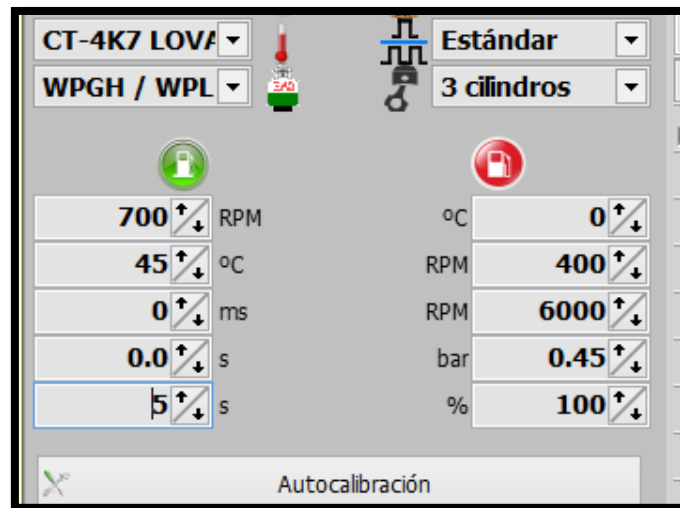 CT-4K7 LOVA Estándar
WPGH / WPL 3 cilindros
700 RPM ºC 0
45 ºC RPM 400
0 ms RPM 6000
0.0 s bar 0.45
5 s % 100
Autocalibración